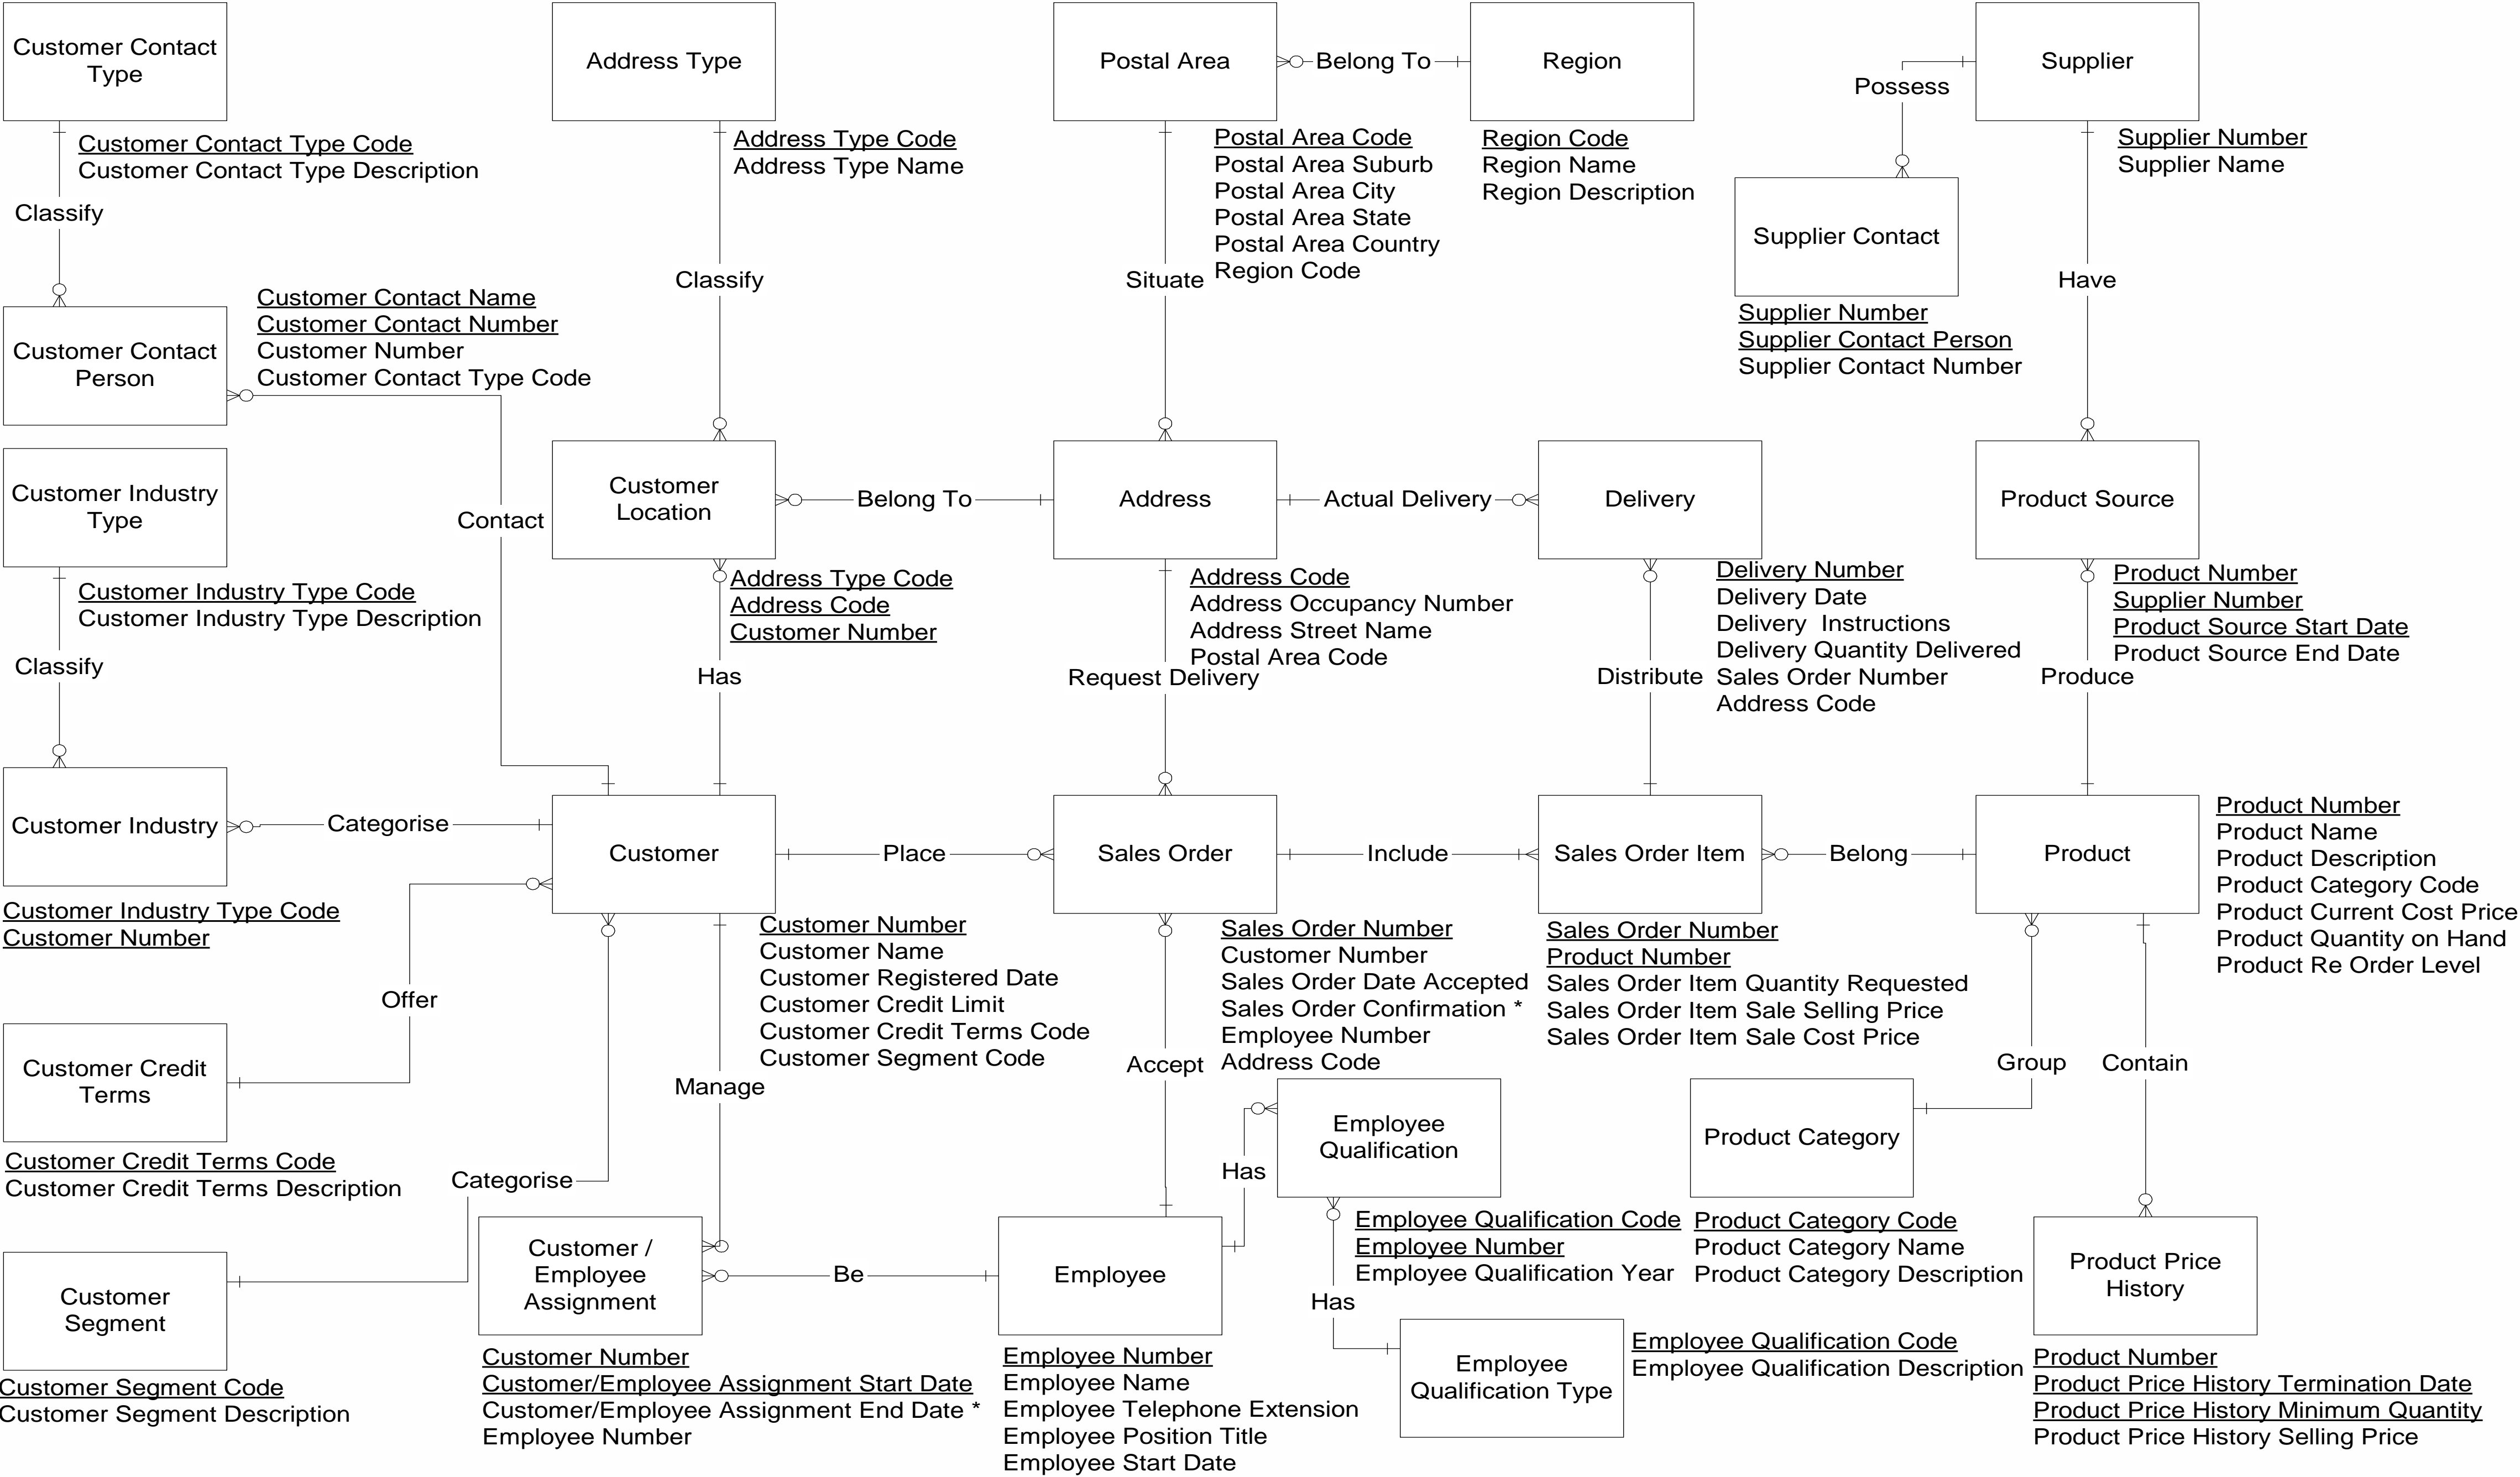 Customer Contact
Type
Address Type
Postal Area
Belong To
Region
Supplier
Possess
Customer Contact Type Code
Customer Contact Type Description
Address Type Code
Address Type Name
Postal Area Code
Postal Area Suburb
Postal Area City
Postal Area State
Postal Area Country
Region Code
Region Code
Region Name
Region Description
Supplier Number
Supplier Name
Classify
Classify
Situate
Supplier Contact
Have
Supplier Number
Supplier Contact Person
Supplier Contact Number
Customer Contact
Person
Customer Contact Name
Customer Contact Number
Customer Number
Customer Contact Type Code
Customer Industry
Type
Contact
Customer
Location
Belong To
Address
Actual Delivery
Delivery
Product Source
Customer Industry Type Code
Customer Industry Type Description
Address Type Code
Address Code
Customer Number
Address Code
Address Occupancy Number
Address Street Name
Postal Area Code
Delivery Number
Delivery Date
Delivery  Instructions
Delivery Quantity Delivered
Sales Order Number
Address Code
Product Number
Supplier Number
Product Source Start Date
Product Source End Date
Classify
Has
Request Delivery
Distribute
Produce
Customer Industry
Categorise
Customer
Place
Sales Order
Include
Sales Order Item
Belong
Product
Product Number
Product Name
Product Description
Product Category Code
Product Current Cost Price
Product Quantity on Hand
Product Re Order Level
Customer Industry Type Code
Customer Number
Customer Number
Customer Name
Customer Registered Date
Customer Credit Limit
Customer Credit Terms Code
Customer Segment Code
Sales Order Number
Customer Number
Sales Order Date Accepted
Sales Order Confirmation *
Employee Number
Address Code
Sales Order Number
Product Number
Sales Order Item Quantity Requested
Sales Order Item Sale Selling Price
Sales Order Item Sale Cost Price
Offer
Customer Credit
Terms
Manage
Accept
Group
Contain
Employee
Qualification
Product Category
Customer Credit Terms Code
Customer Credit Terms Description
Categorise
Has
Employee Qualification Code
Employee Number
Employee Qualification Year
Product Category Code
Product Category Name
Product Category Description
Customer
Segment
Customer /
Employee
Assignment
Be
Employee
Has
Product Price
History
Employee
Qualification Type
Employee Qualification Code
Employee Qualification Description
Customer Segment Code
Customer Segment Description
Customer Number
Customer/Employee Assignment Start Date
Customer/Employee Assignment End Date *
Employee Number
Employee Number
Employee Name
Employee Telephone Extension
Employee Position Title
Employee Start Date
Product Number
Product Price History Termination Date
Product Price History Minimum Quantity
Product Price History Selling Price